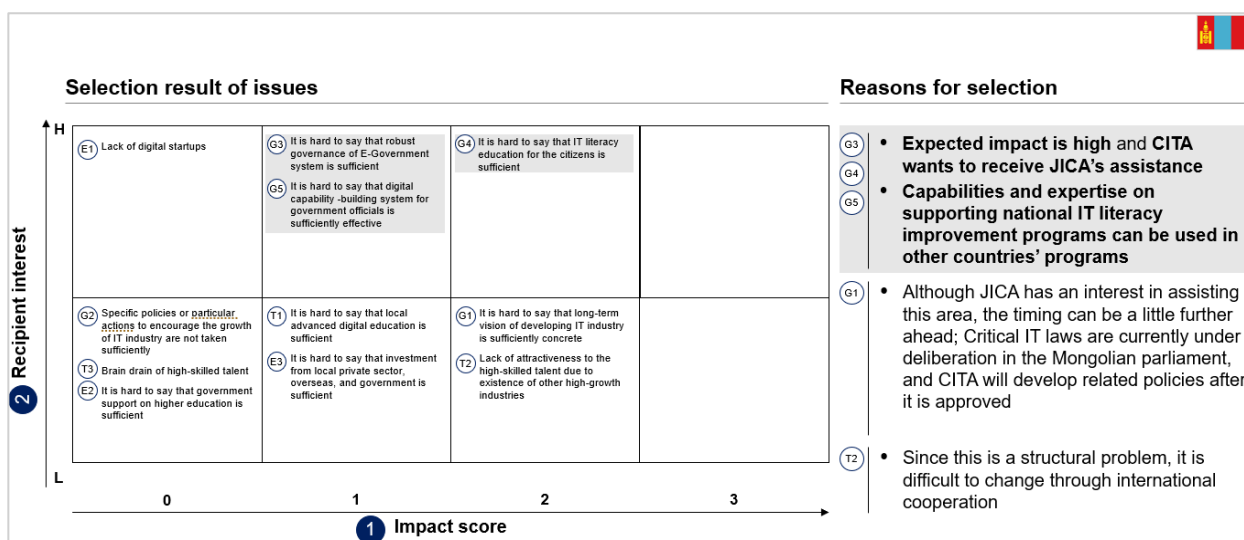 Selection result of issues
H
E1 Lack of digital startups
G3 It is hard to say that robust
governance of E-Government
system is sufficient
G5 It is hard to say that digital
capability -building system for
government officials is
sufficiently effective
G4 It is hard to say that IT literacy
education for the citizens is
sufficient
2 Recipient interest
G2 Specific policies or particular
actions to encourage the growth
of IT industry are not taken
sufficiently
T3 Brain drain of high-skilled talent
E2 It is hard to say that government
support on higher education is
sufficient
T1 It is hard to say that local
advanced digital education is
sufficient
E3 It is hard to say that investment
from local private sector,
overseas, and government is
sufficient
G1 It is hard to say that long-term
vision of developing IT industry
is sufficiently concrete
T2 Lack of attractiveness to the
high-skilled talent due to
existence of other high-growth
industries
L
0 1 2 3
1 Impact score
Reasons for selection
G3
G4
G5
• Expected impact is high and CITA
wants to receive JICA's assistance
• Capabilities and expertise on
supporting national IT literacy
improvement programs can be used in
other countries' programs
G1 • Although JICA has an interest in assisting
this area, the timing can be a little further
ahead; Critical IT laws are currently under
deliberation in the Mongolian parliament,
and CITA will develop related policies after
it is approved
T2 • Since this is a structural problem, it is
difficult to change through international
cooperation